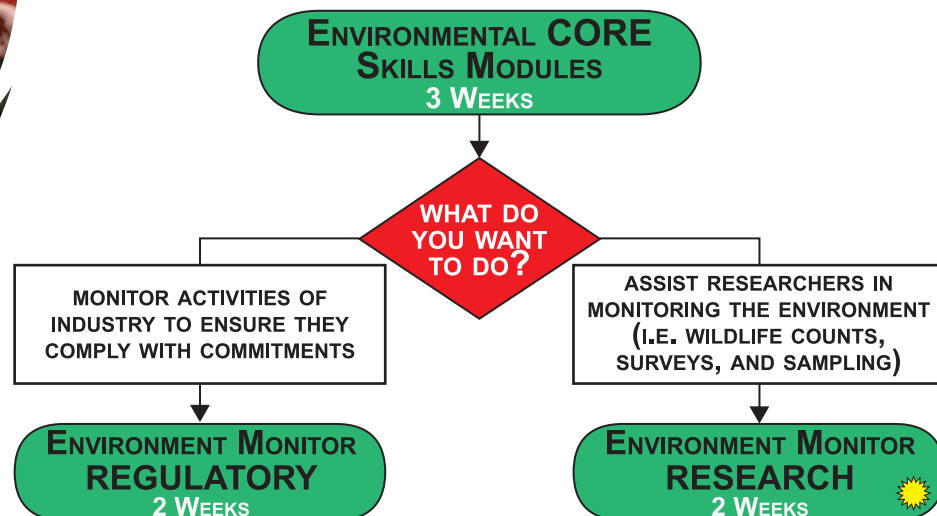 ENVIRONMENTAL CORE
SKILLS MODULES
3 WEEKS
WHAT DO
YOU WANT
TO DO?
MONITOR ACTIVITIES OF
INDUSTRY TO ENSURE THEY
COMPLY WITH COMMITMENTS
ASSIST RESEARCHERS IN
MONITORING THE ENVIRONMENT
(I.E. WILDLIFE COUNTS,
SURVEYS, AND SAMPLING)
ENVIRONMENT MONITOR
REGULATORY
2 WEEKS
ENVIRONMENT MONITOR
RESEARCH
2 WEEKS